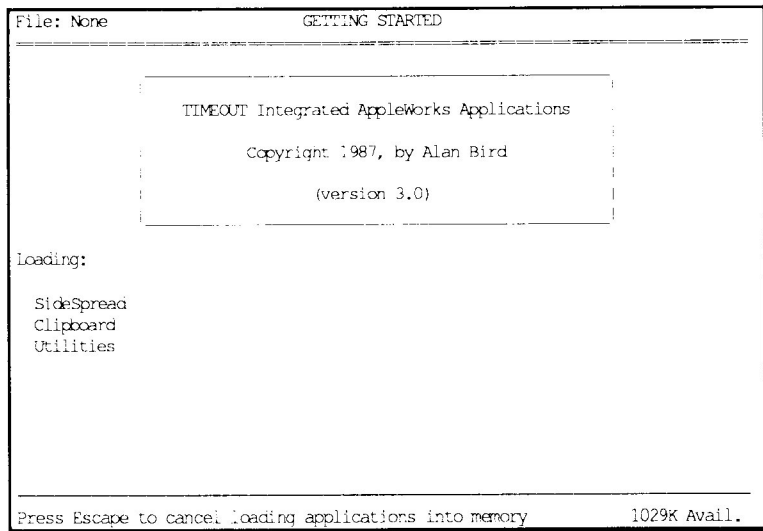 File: None GETTING STARTED
TIMEOUT Integrated AppleWorks Applications
Copyright 1987, by Alan Bird
(version 3.0)
Loading:
SideSpread
Clipboard
Utilities
Press Escape to cancel loading applications into memory 1029K Avail.